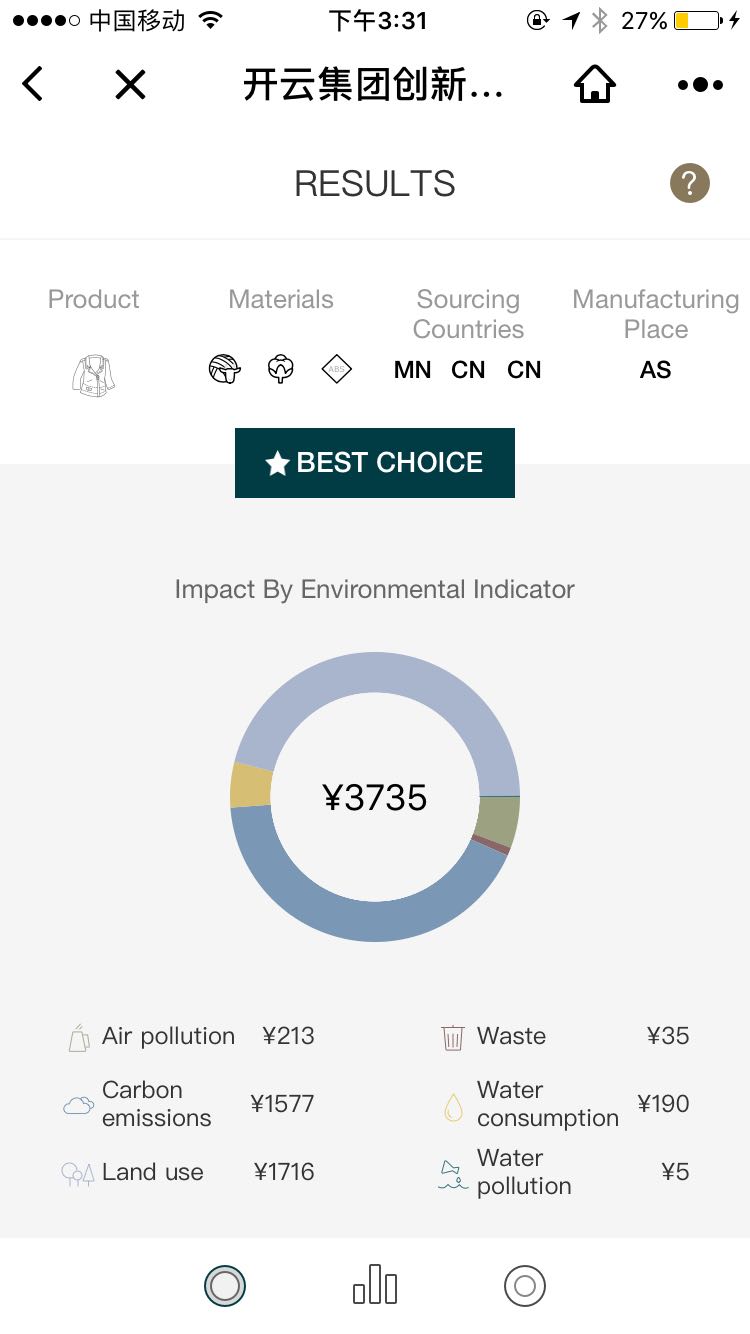 中国移动 下午3:31 27%
开云集团创新...
RESULTS ?
Product Materials Sourcing Countries Manufacturing Place
ABS MN CN CN AS
BEST CHOICE
Impact By Environmental Indicator
¥3735
Air pollution ¥213 Waste ¥35
Carbon emissions ¥1577 Water consumption ¥190
Land use ¥1716 Water pollution ¥5